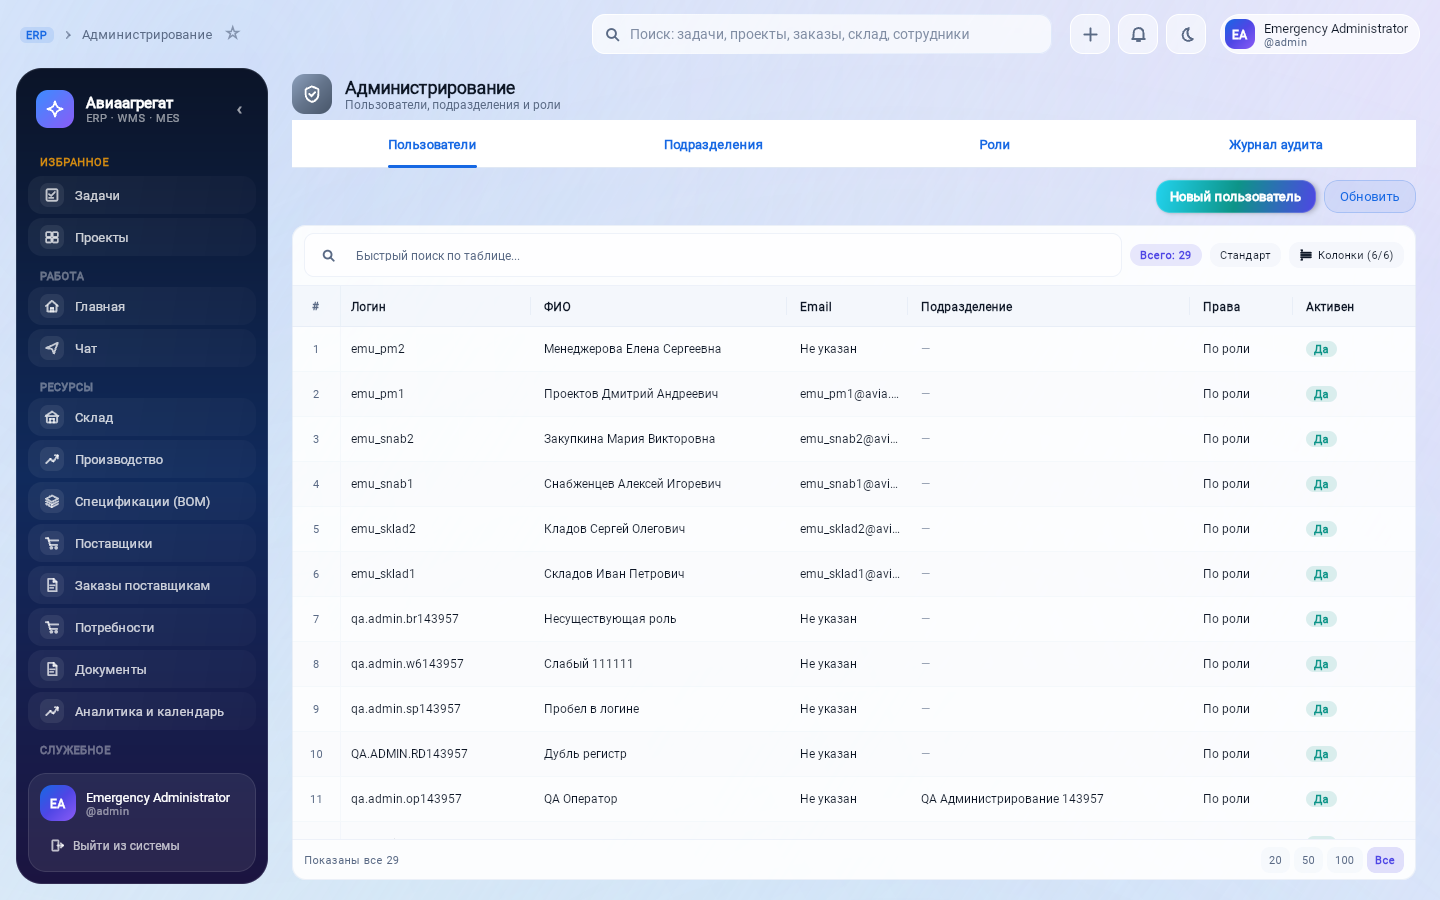 ERP
Администрирование
Поиск: задачи, проекты, заказы, склад, сотрудники
EA
Emergency Administrator
@admin
Авиаагрегат
ERP · WMS · MES
ИЗБРАННОЕ
Задачи
Проекты
РАБОТА
Главная
Чат
РЕСУРСЫ
Склад
Производство
Спецификации (BOM)
Поставщики
Заказы поставщикам
Потребности
Документы
Аналитика и календарь
СЛУЖЕБНОЕ
EA
Emergency Administrator
@admin
Выйти из системы
Администрирование
Пользователи, подразделения и роли
Пользователи Подразделения Роли Журнал аудита
Новый пользователь Обновить
Быстрый поиск по таблице... Всего: 29 Стандарт Колонки (6/6)
# Логин ФИО Email Подразделение Права Активен
1 emu_pm2 Менеджерова Елена Сергеевна Не указан — По роли Да
2 emu_pm1 Проектов Дмитрий Андреевич emu_pm1@avia.... — По роли Да
3 emu_snab2 Закупкина Мария Викторовна emu_snab2@avi... — По роли Да
4 emu_snab1 Снабженцев Алексей Игоревич emu_snab1@avi... — По роли Да
5 emu_sklad2 Кладов Сергей Олегович emu_sklad2@avi... — По роли Да
6 emu_sklad1 Складов Иван Петрович emu_sklad1@avi... — По роли Да
7 qa.admin.br143957 Несуществующая роль Не указан — По роли Да
8 qa.admin.w6143957 Слабый 111111 Не указан — По роли Да
9 qa.admin.sp143957 Пробел в логине Не указан — По роли Да
10 QA.ADMIN.RD143957 Дубль регистр Не указан — По роли Да
11 qa.admin.op143957 QA Оператор Не указан QA Администрирование 143957 По роли Да
Показаны все 29 20 50 100 Все